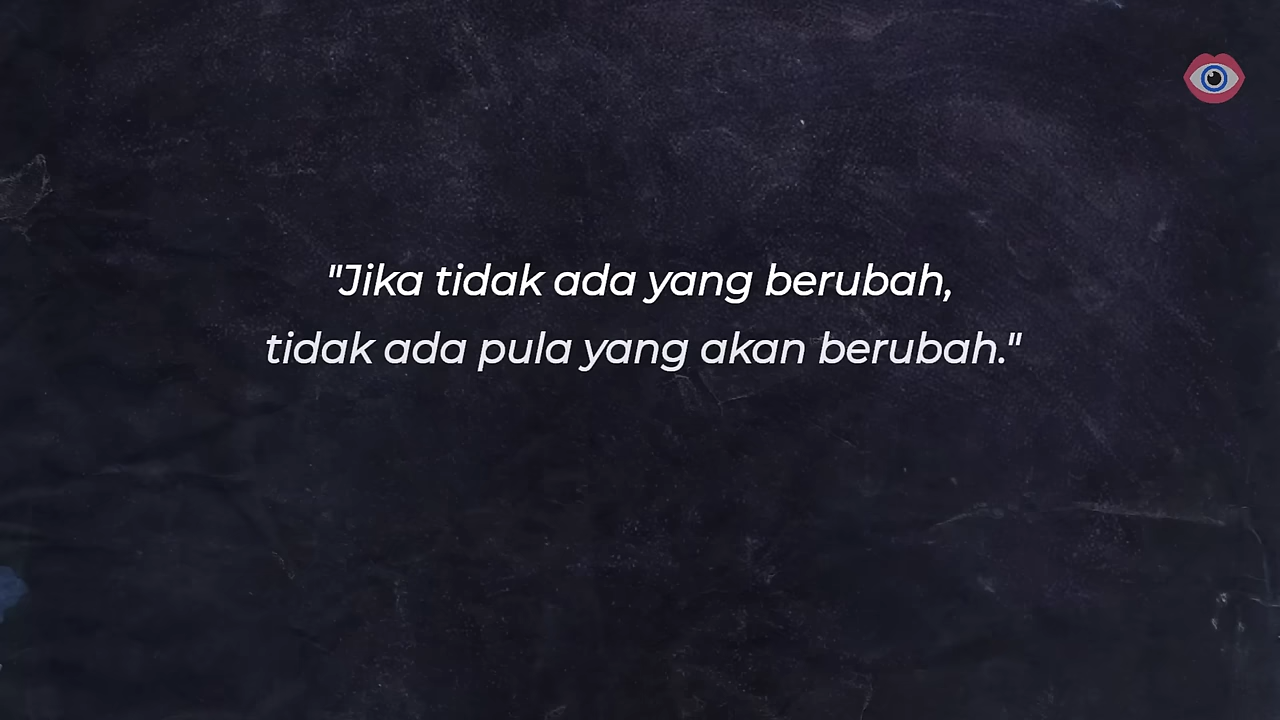 "Jika tidak ada yang berubah,
tidak ada pula yang akan berubah."